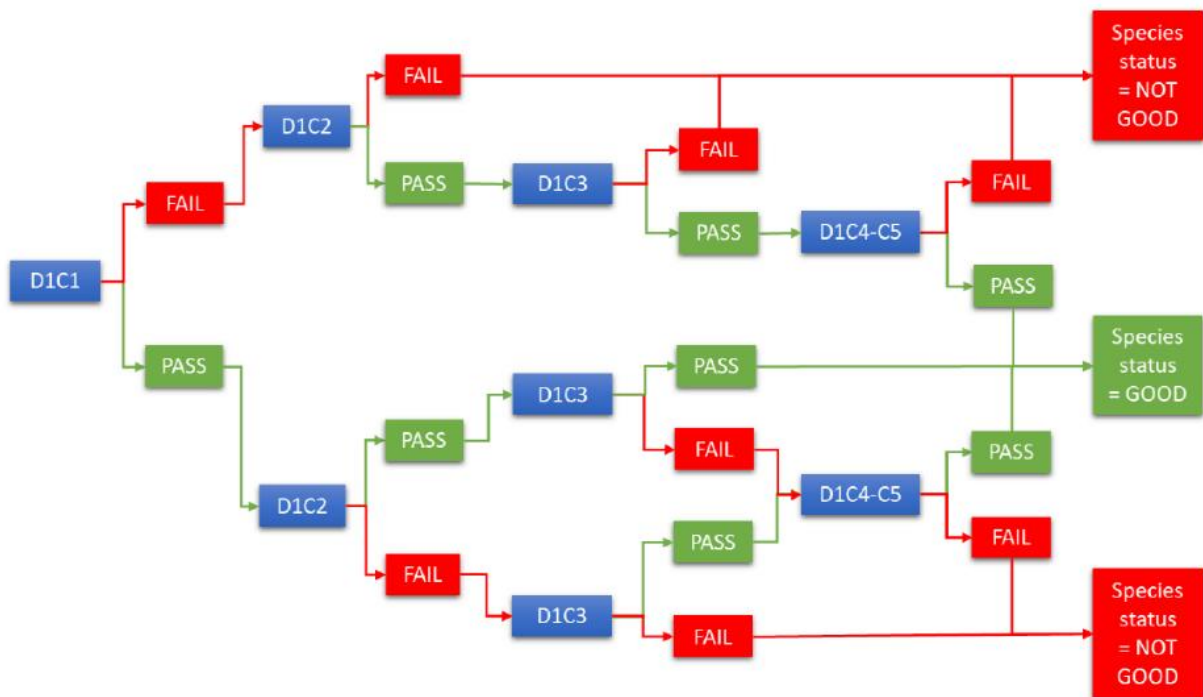 FAIL
Species
status
= NOT
GOOD
D1C2
FAIL
PASS
D1C3
FAIL
FAIL
PASS
D1C4-C5
D1C1
PASS
PASS
D1C3
PASS
Species
status
= GOOD
PASS
FAIL
PASS
D1C2
D1C4-C5
PASS
FAIL
FAIL
D1C3
FAIL
Species
status
= NOT
GOOD